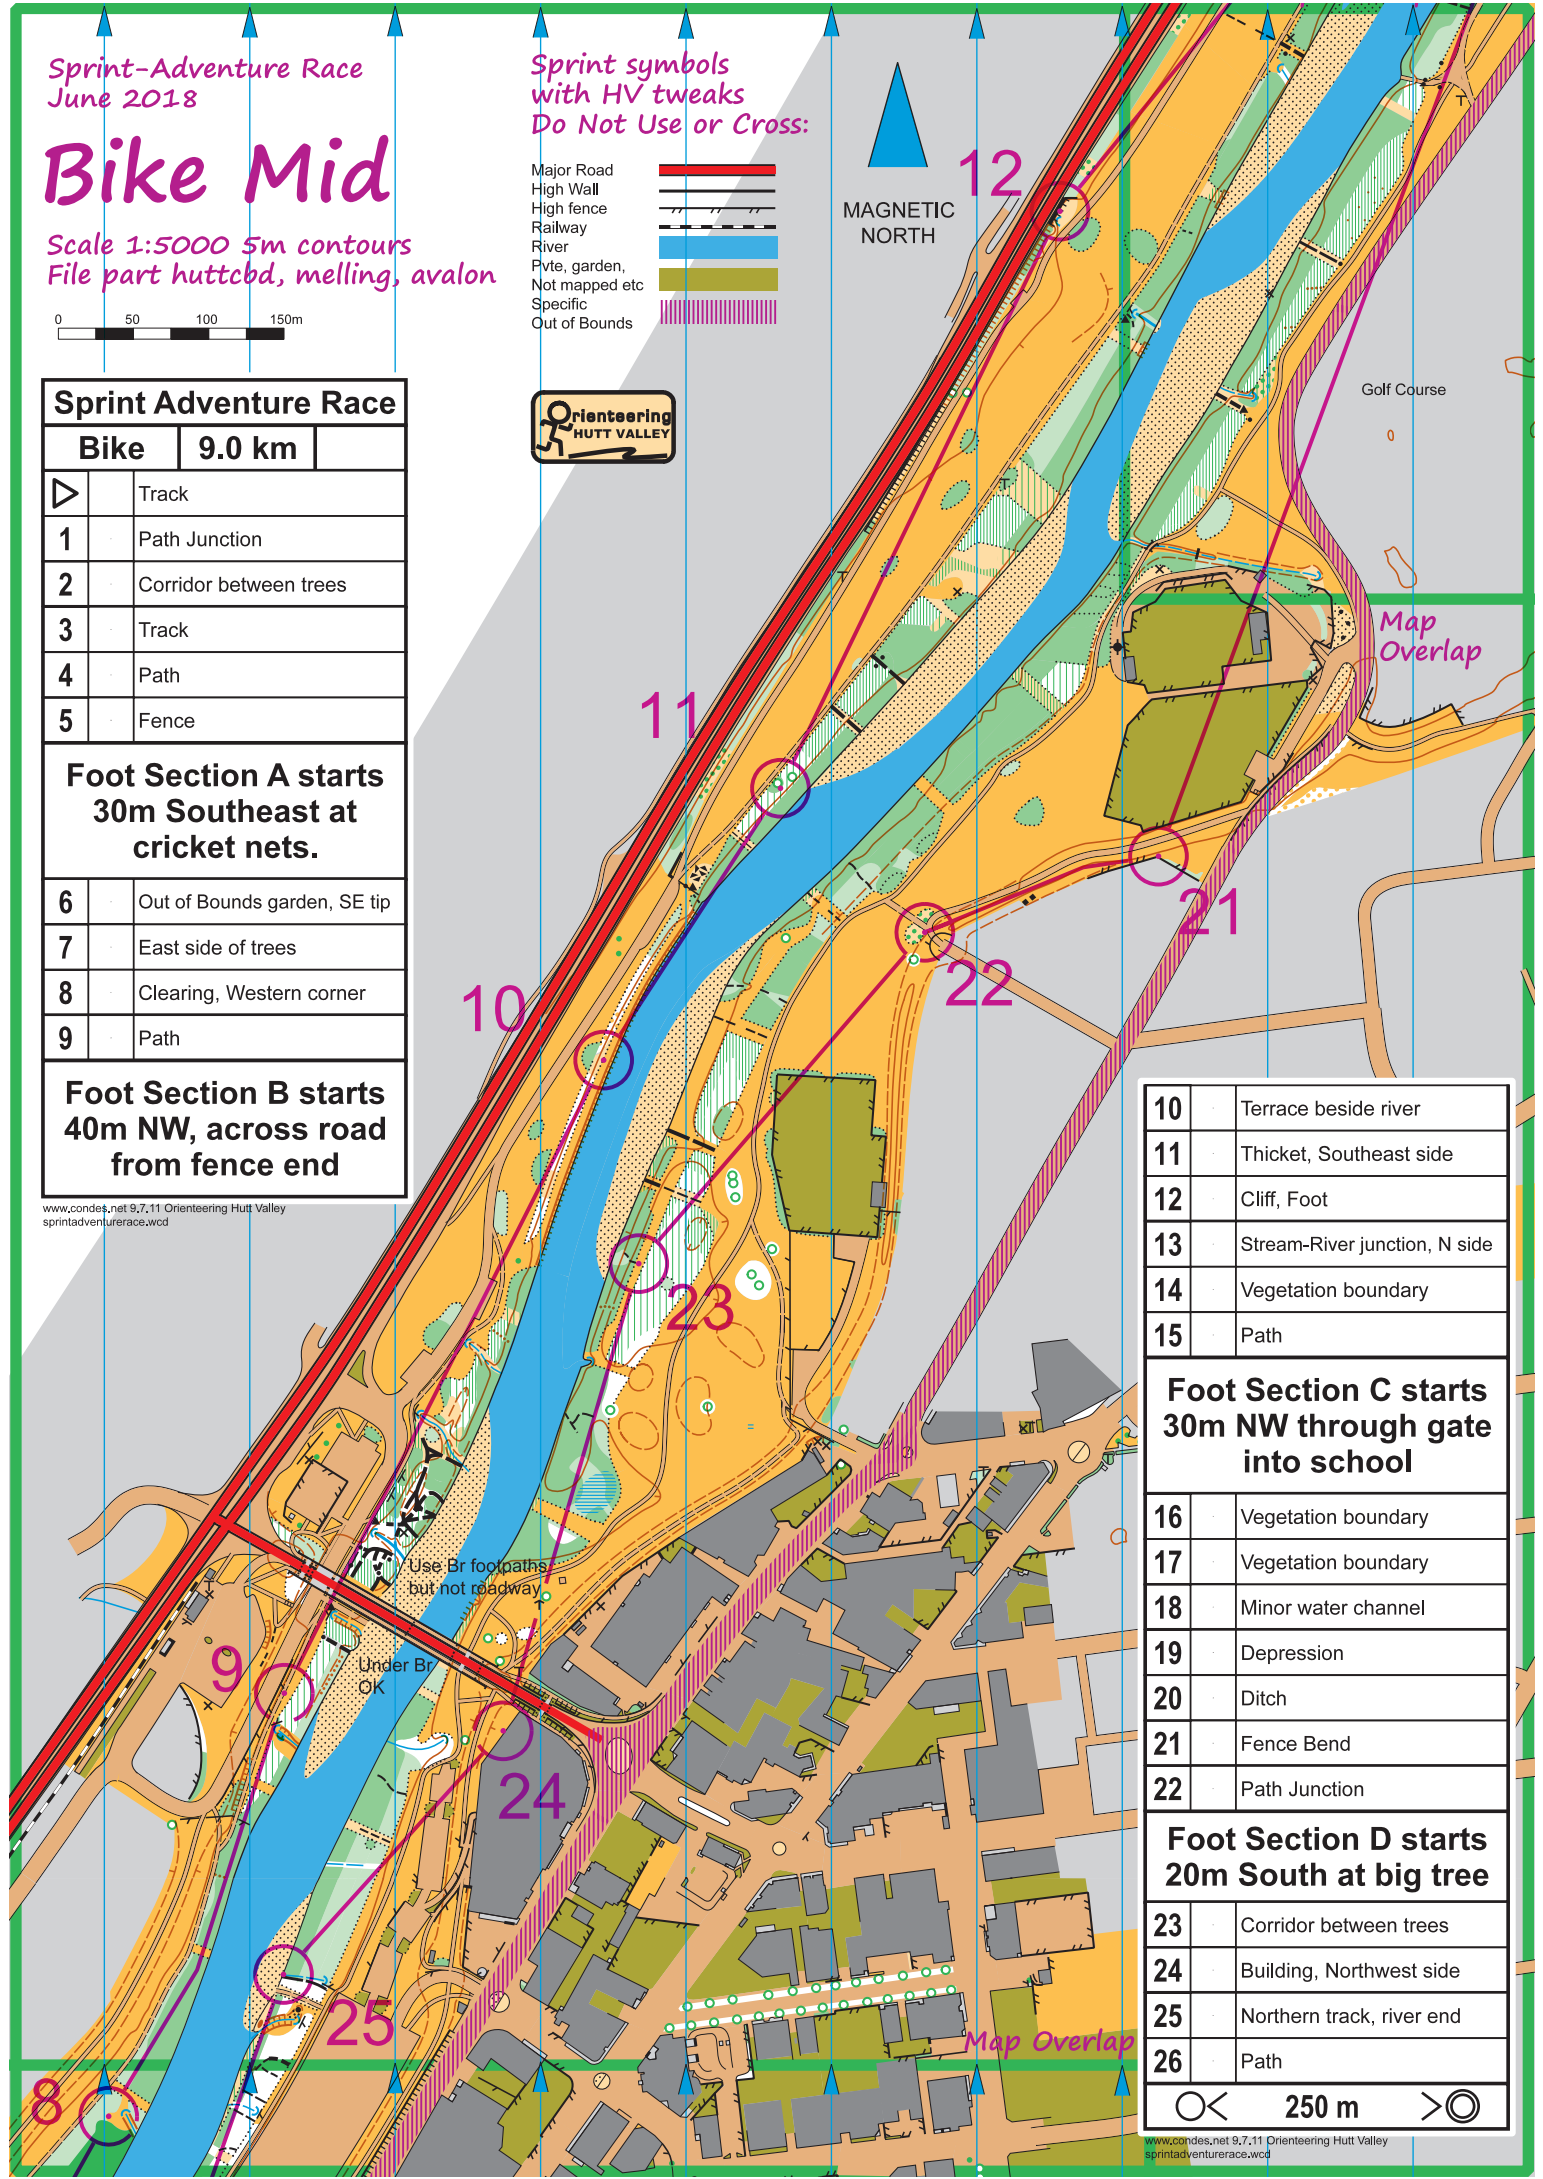 Sprint-Adventure Race
June 2018
Bike Mid
Scale 1:5000 5m contours
File part huttcbd, melling, avalon
0 50 100 150m
Sprint symbols
with HV tweaks
Do Not Use or Cross:
Major Road
High Wall
High fence
Railway
River
Pvte, garden,
Not mapped etc
Specific
Out of Bounds
MAGNETIC
NORTH
Orienteering
HUTT VALLEY
Sprint Adventure Race
Bike 9.0 km
Track
1 Path Junction
2 Corridor between trees
3 Track
4 Path
5 Fence
Foot Section A starts
30m Southeast at
cricket nets.
6 Out of Bounds garden, SE tip
7 East side of trees
8 Clearing, Western corner
9 Path
Foot Section B starts
40m NW, across road
from fence end
www.condes.net 9.7.11 Orienteering Hutt Valley
sprintadventurerace.wcd
12
Golf Course
Map
Overlap
11
21
22
10
23
Use Br footpaths
but not roadway
9
Under Br
OK
24
25
8
Map Overlap
10 Terrace beside river
11 Thicket, Southeast side
12 Cliff, Foot
13 Stream-River junction, N side
14 Vegetation boundary
15 Path
Foot Section C starts
30m NW through gate
into school
16 Vegetation boundary
17 Vegetation boundary
18 Minor water channel
19 Depression
20 Ditch
21 Fence Bend
22 Path Junction
Foot Section D starts
20m South at big tree
23 Corridor between trees
24 Building, Northwest side
25 Northern track, river end
26 Path
250 m
www.condes.net 9.7.11 Orienteering Hutt Valley
sprintadventurerace.wcd